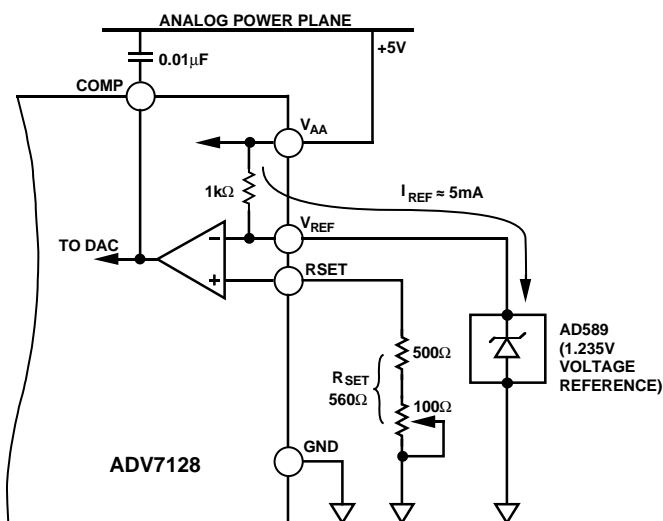 ANALOG POWER PLANE
+5V
0.01μF
COMP
VAA
1kΩ
IREF ≈ 5mA
VREF
TO DAC
–
+
RSET
AD589
(1.235V
VOLTAGE
REFERENCE)
500Ω
RSET
560Ω
100Ω
GND
ADV7128